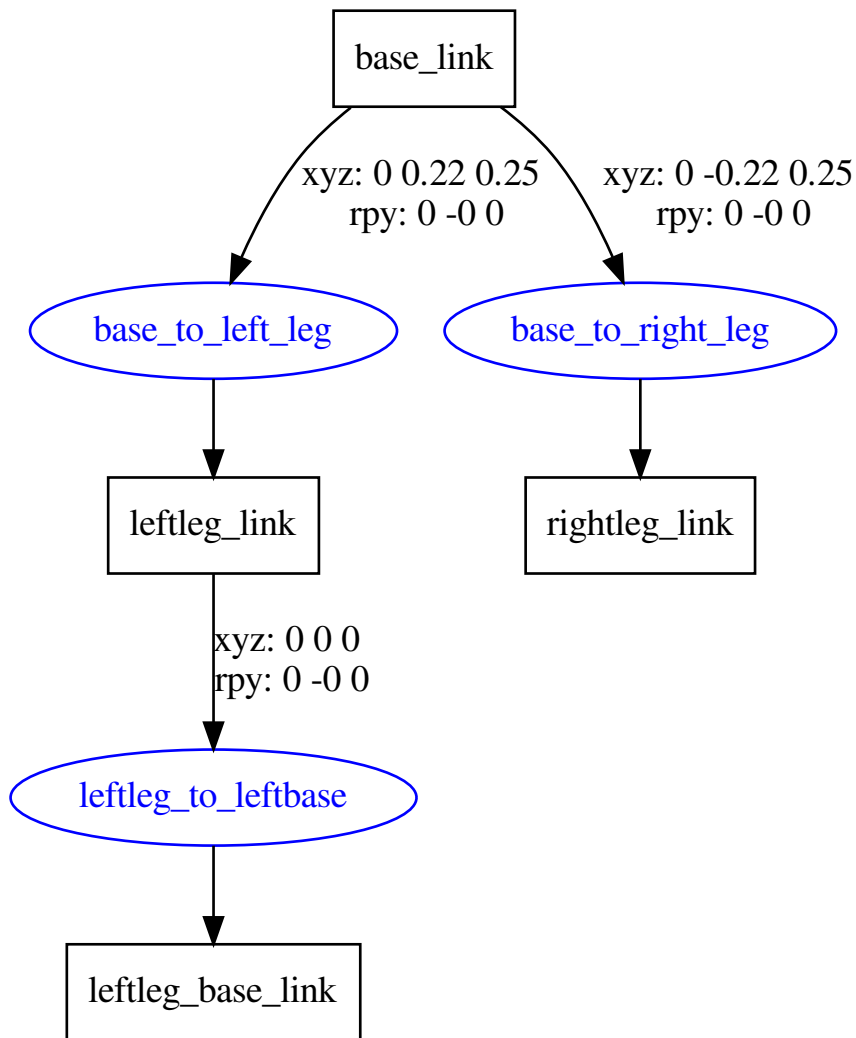 base_link
xyz: 0 0.22 0.25
rpy: 0 -0 0
xyz: 0 -0.22 0.25
rpy: 0 -0 0
base_to_left_leg
base_to_right_leg
leftleg_link
rightleg_link
xyz: 0 0 0
rpy: 0 -0 0
leftleg_to_leftbase
leftleg_base_link